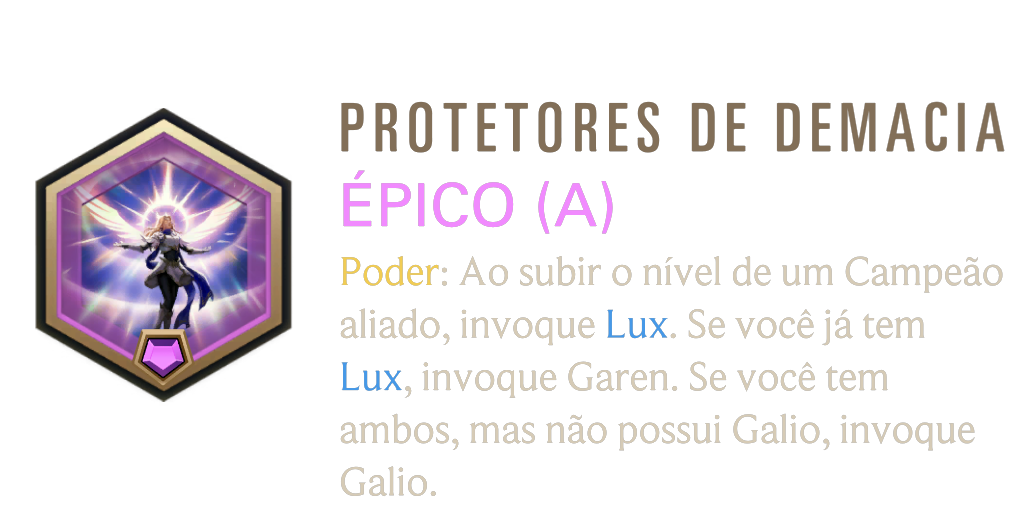 PROTETORES DE DEMACIA
ÉPICO (A)
Poder: Ao subir o nível de um Campeão
aliado, invoque Lux. Se você já tem
Lux, invoque Garen. Se você tem
ambos, mas não possui Galio, invoque
Galio.